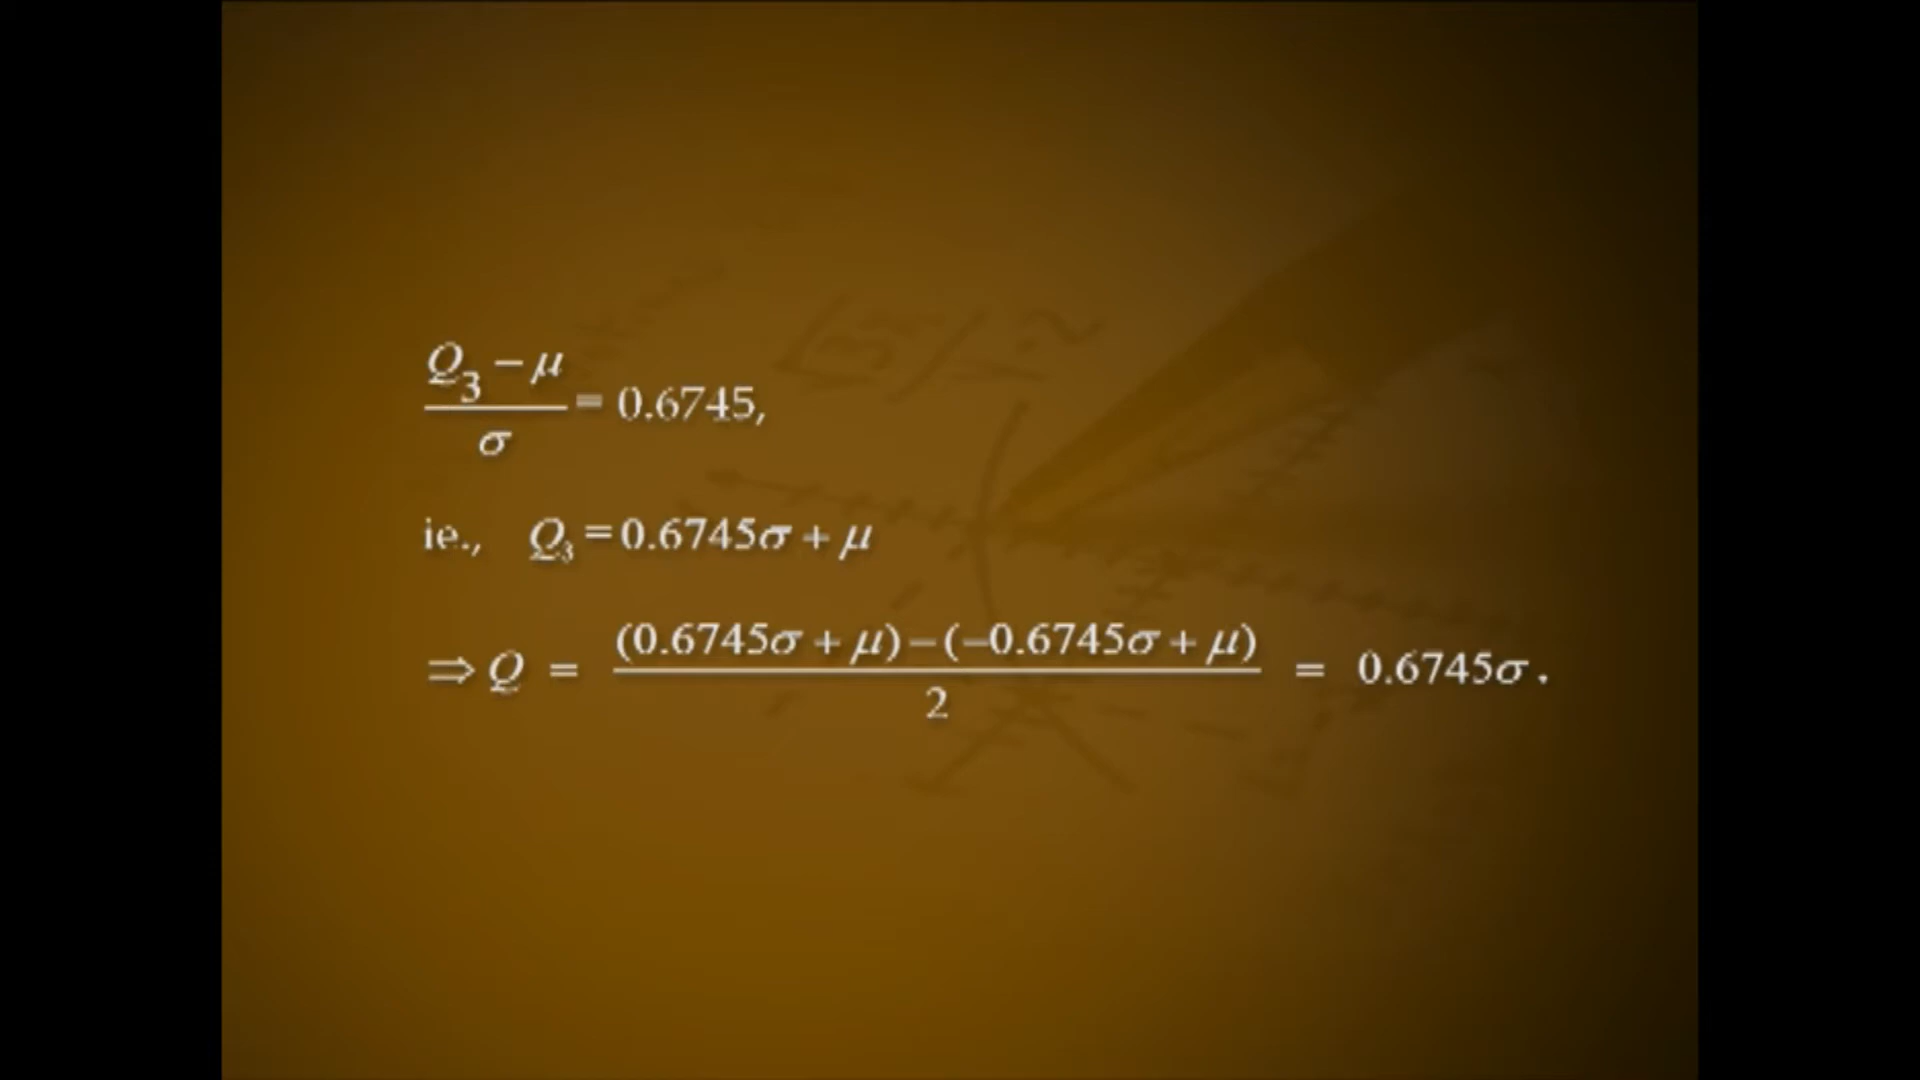 Q₃ − μ / σ = 0.6745,
ie., Q₃ = 0.6745σ + μ
⇒ Q = (0.6745σ + μ) − (−0.6745σ + μ) / 2 = 0.6745σ .